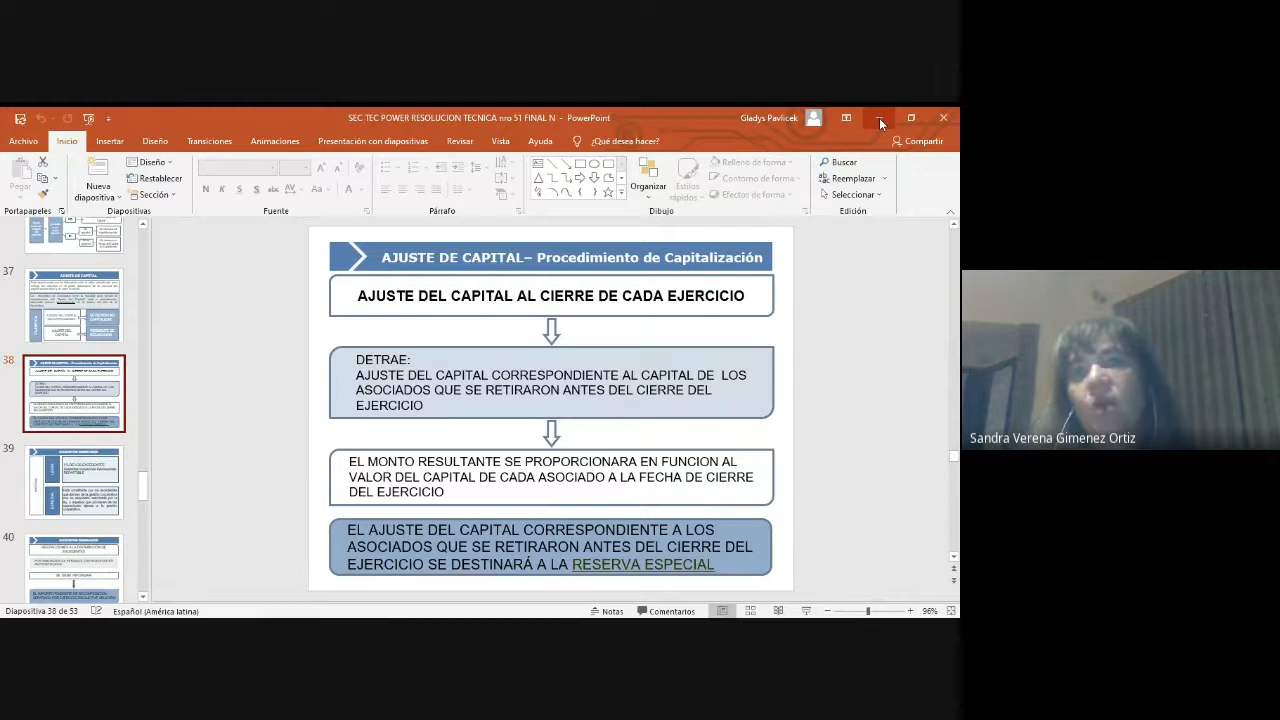 SEC TEC POWER RESOLUCION TECNICA nro 51 FINAL N - PowerPoint
Gladys Pavlicek
Archivo Inicio Insertar Diseño Transiciones Animaciones Presentación con diapositivas Revisar Vista Ayuda ¿Qué desea hacer? Compartir
Pegar
Nueva
diapositiva
Diseño
Restablecer
Sección
N K S S abc AV Aa A
Organizar
Estilos
rápidos
Relleno de forma
Contorno de forma
Efectos de forma
Buscar
Reemplazar
Seleccionar
Portapapeles Diapositivas Fuente Párrafo Dibujo Edición
37
AJUSTE DE CAPITAL
38
39
40
AJUSTE DE CAPITAL– Procedimiento de Capitalización
AJUSTE DEL CAPITAL AL CIERRE DE CADA EJERCICIO
DETRAE:
AJUSTE DEL CAPITAL CORRESPONDIENTE AL CAPITAL DE LOS
ASOCIADOS QUE SE RETIRARON ANTES DEL CIERRE DEL
EJERCICIO
EL MONTO RESULTANTE SE PROPORCIONARA EN FUNCION AL
VALOR DEL CAPITAL DE CADA ASOCIADO A LA FECHA DE CIERRE
DEL EJERCICIO
EL AJUSTE DEL CAPITAL CORRESPONDIENTE A LOS
ASOCIADOS QUE SE RETIRARON ANTES DEL CIERRE DEL
EJERCICIO SE DESTINARÁ A LA RESERVA ESPECIAL
Diapositiva 38 de 53 Español (América latina) Notas Comentarios 96%
Sandra Verena Gimenez Ortiz